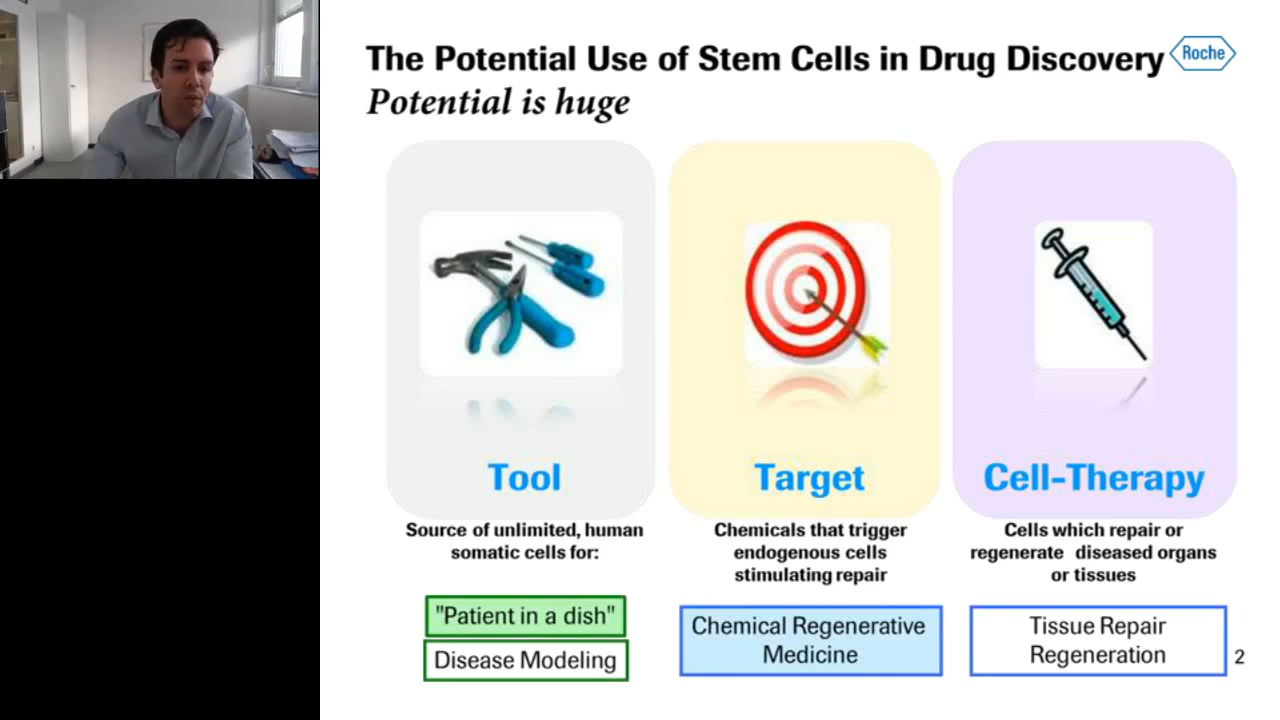 The Potential Use of Stem Cells in Drug Discovery
Roche
Potential is huge
Tool
Source of unlimited, human
somatic cells for:
"Patient in a dish"
Disease Modeling
Target
Chemicals that trigger
endogenous cells
stimulating repair
Chemical Regenerative
Medicine
Cell-Therapy
Cells which repair or
regenerate diseased organs
or tissues
Tissue Repair
Regeneration
2